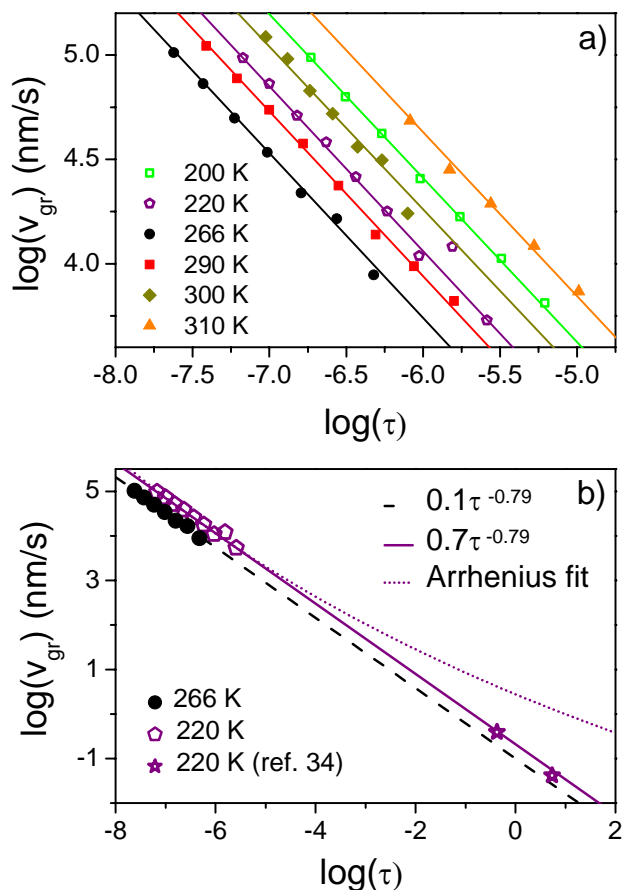 a)
5.0
4.5
4.0
log(v_gr) (nm/s)
200 K
220 K
266 K
290 K
300 K
310 K
-8.0 -7.5 -7.0 -6.5 -6.0 -5.5 -5.0
log(τ)
b)
5
3
1
-1
log(v_gr) (nm/s)
0.1τ^-0.79
0.7τ^-0.79
Arrhenius fit
266 K
220 K
220 K (ref. 34)
-8 -6 -4 -2 0 2
log(τ)